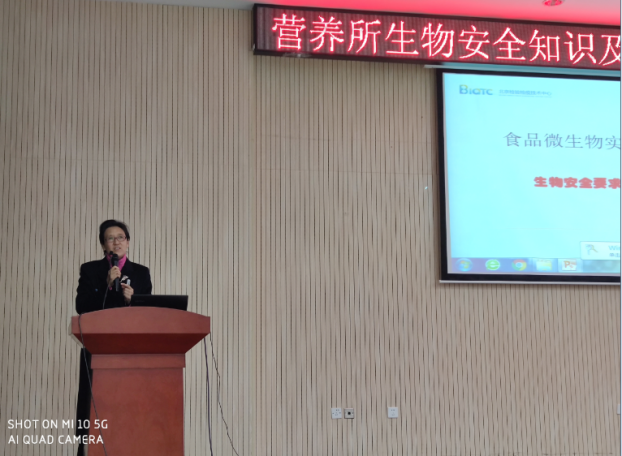 营养所生物安全知识及
BIGTC
食品微生物实
生物安全要求
SHOT ON MI 10 5G
AI QUAD CAMERA